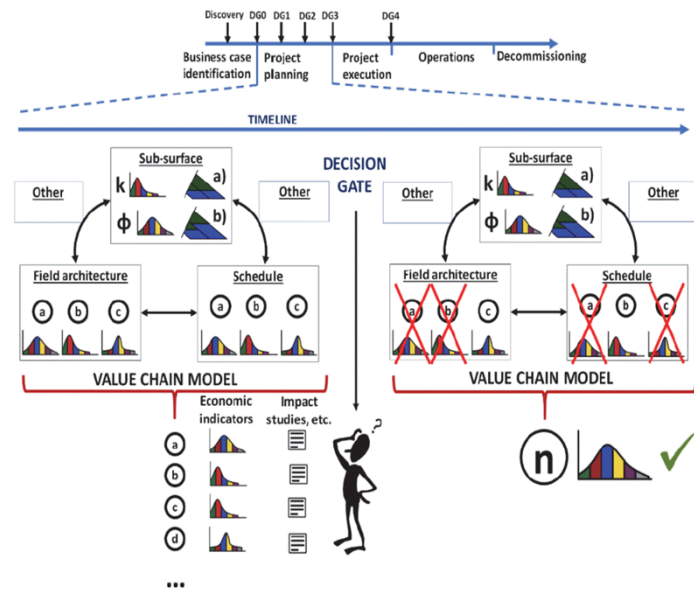 Discovery DG0 DG1 DG2 DG3 DG4
Business case identification
Project planning
Project execution
Operations
Decommissioning
TIMELINE
Other
Sub-surface
k
a)
ϕ
b)
Other
Field architecture
a b c
Schedule
a b c
VALUE CHAIN MODEL
DECISION
GATE
Other
Sub-surface
k
a)
ϕ
b)
Other
Field architecture
a b c
Schedule
a b c
VALUE CHAIN MODEL
Economic
indicators
Impact
studies, etc.
a
b
c
d
...
?
n